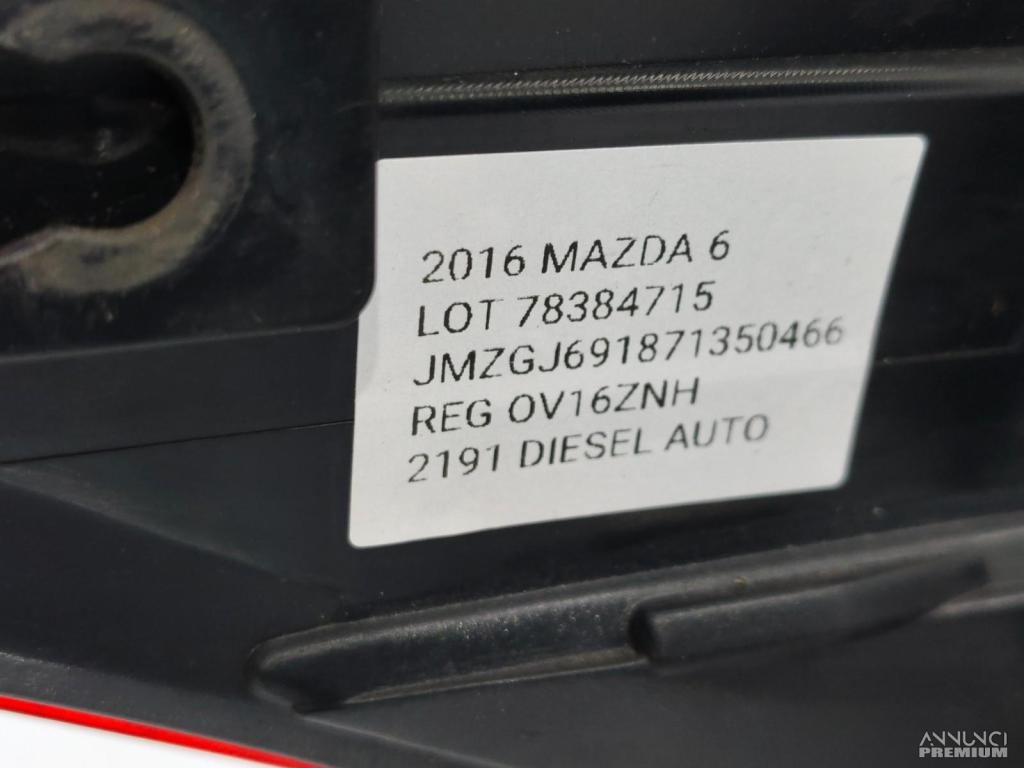 2016 MAZDA 6
LOT 78384715
JMZGJ691871350466
REG OV16ZNH
2191 DIESEL AUTO
ANNUNCI
PREMIUM